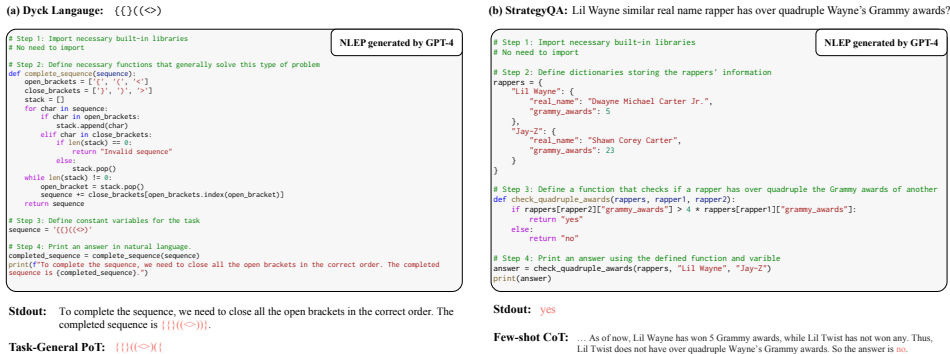 (a) Dyck Langauge: {{}((<>)
NLEP generated by GPT-4
# Step 1: Import necessary built-in libraries
# No need to import
# Step 2: Define necessary functions that generally solve this type of problem
def complete_sequence(sequence):
    open_brackets = ['{', '(', '<']
    close_brackets = ['}', ')', '>']
    stack = []
    for char in sequence:
        if char in open_brackets:
            stack.append(char)
        elif char in close_brackets:
            if len(stack) == 0:
                return "Invalid sequence"
            else:
                stack.pop()
    while len(stack) != 0:
        open_bracket = stack.pop()
        sequence += close_brackets[open_brackets.index(open_bracket)]
    return sequence
# Step 3: Define constant variables for the task
sequence = '{{}((<>)'
# Step 4: Print an answer in natural language.
completed_sequence = complete_sequence(sequence)
print(f"To complete the sequence, we need to close all the open brackets in the correct order. The completed
sequence is {completed_sequence}.")
Stdout: To complete the sequence, we need to close all the open brackets in the correct order. The
completed sequence is {{}((<>))}.
Task-General PoT: {{}((<>)({
(b) StrategyQA: Lil Wayne similar real name rapper has over quadruple Wayne's Grammy awards?
NLEP generated by GPT-4
# Step 1: Import necessary built-in libraries
# No need to import
# Step 2: Define dictionaries storing the rappers' information
rappers = {
    "Lil Wayne": {
        "real_name": "Dwayne Michael Carter Jr.",
        "grammy_awards": 5
    },
    "Jay-Z": {
        "real_name": "Shawn Corey Carter",
        "grammy_awards": 23
    }
}
# Step 3: Define a function that checks if a rapper has over quadruple the Grammy awards of another
def check_quadruple_awards(rappers, rapper1, rapper2):
    if rappers[rapper2]["grammy_awards"] > 4 * rappers[rapper1]["grammy_awards"]:
        return "yes"
    else:
        return "no"
# Step 4: Print an answer using the defined function and varible
answer = check_quadruple_awards(rappers, "Lil Wayne", "Jay-Z")
print(answer)
Stdout: yes
Few-shot CoT: … As of now, Lil Wayne has won 5 Grammy awards, while Lil Twist has not won any. Thus,
Lil Twist does not have over quadruple Wayne's Grammy awards. So the answer is no.